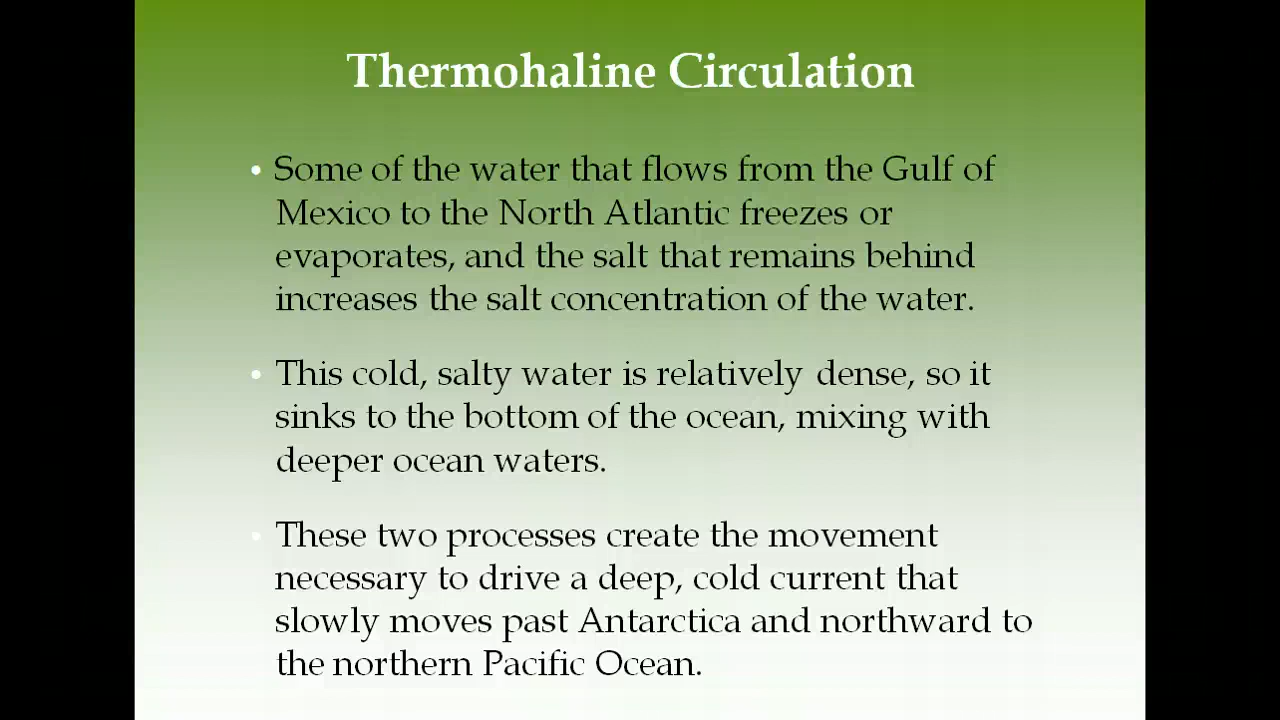 Thermohaline Circulation
• Some of the water that flows from the Gulf of
Mexico to the North Atlantic freezes or
evaporates, and the salt that remains behind
increases the salt concentration of the water.
• This cold, salty water is relatively dense, so it
sinks to the bottom of the ocean, mixing with
deeper ocean waters.
• These two processes create the movement
necessary to drive a deep, cold current that
slowly moves past Antarctica and northward to
the northern Pacific Ocean.